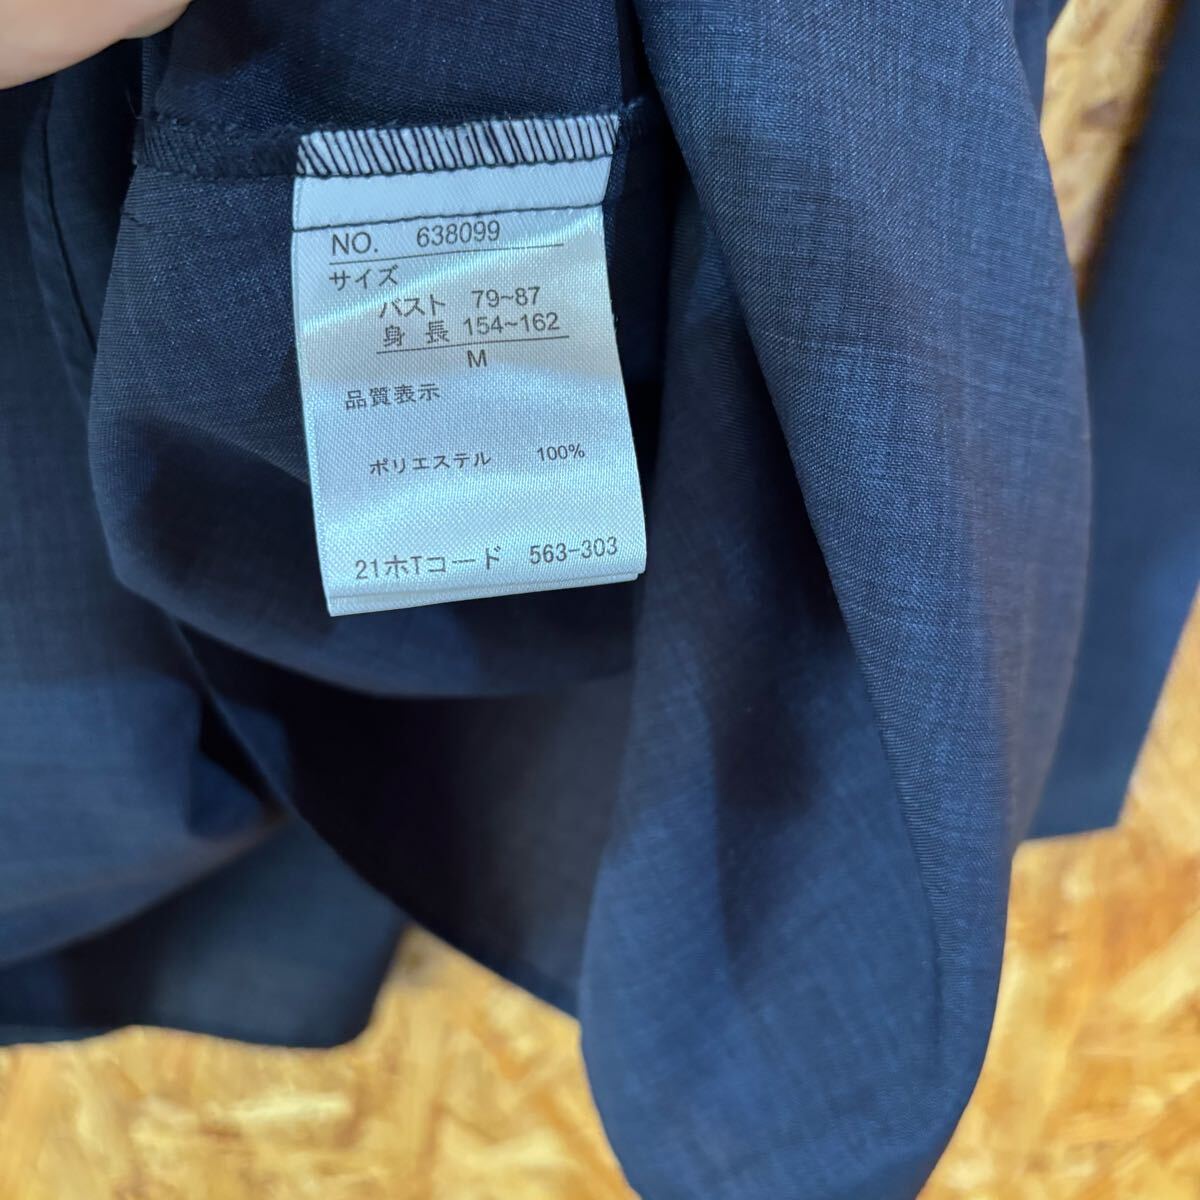 NO. 638099
サイズ
バスト 79~87
身長 154~162
M
品質表示
ポリエステル 100%
21ホTコード 563-303